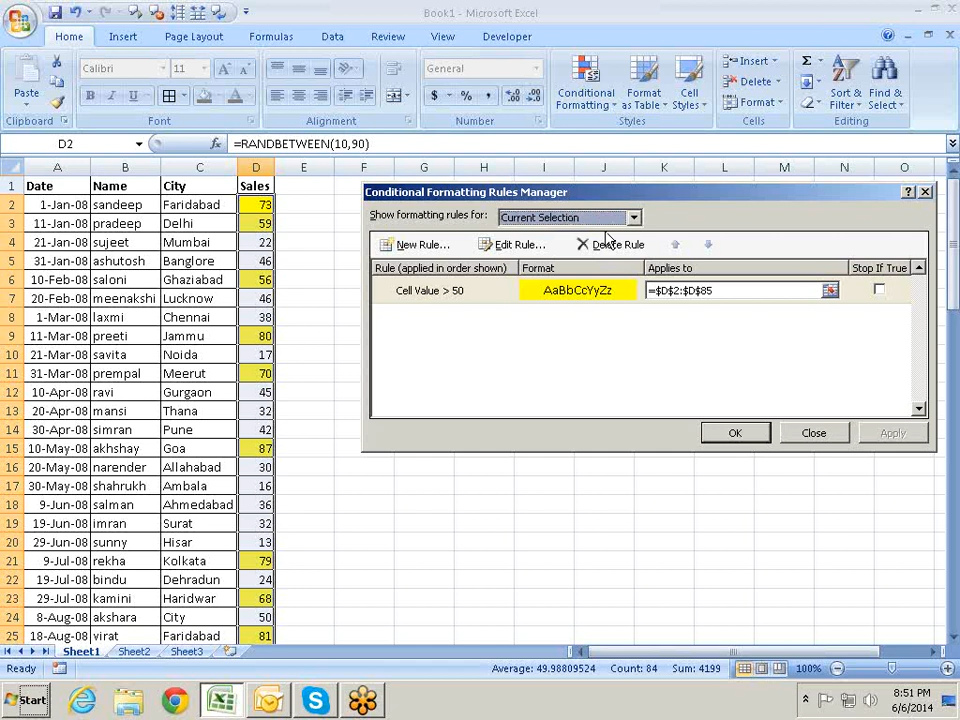 Book1 - Microsoft Excel
Home Insert Page Layout Formulas Data Review View Developer
Paste Calibri 11 General Conditional Formatting Format as Table Cell Styles Insert Delete Format Sort & Filter Find & Select
Clipboard Font Alignment Number Styles Cells Editing
D2 fx =RANDBETWEEN(10,90)
A B C D E F G H I J K L M N O
1 Date Name City Sales
2 1-Jan-08 sandeep Faridabad 73
3 11-Jan-08 pradeep Delhi 59
4 21-Jan-08 sujeet Mumbai 22
5 31-Jan-08 ashutosh Banglore 46
6 10-Feb-08 saloni Ghaziabad 56
7 20-Feb-08 meenakshi Lucknow 46
8 1-Mar-08 laxmi Chennai 38
9 11-Mar-08 preeti Jammu 80
10 21-Mar-08 savita Noida 17
11 31-Mar-08 prempal Meerut 70
12 10-Apr-08 ravi Gurgaon 45
13 20-Apr-08 mansi Thana 32
14 30-Apr-08 simran Pune 42
15 10-May-08 akhshay Goa 87
16 20-May-08 narender Allahabad 30
17 30-May-08 shahrukh Ambala 16
18 9-Jun-08 salman Ahmedabad 36
19 19-Jun-08 imran Surat 32
20 29-Jun-08 sunny Hisar 13
21 9-Jul-08 rekha Kolkata 79
22 19-Jul-08 bindu Dehradun 24
23 29-Jul-08 kamini Haridwar 68
24 8-Aug-08 akshara City 50
25 18-Aug-08 virat Faridabad 81
Conditional Formatting Rules Manager
Show formatting rules for: Current Selection
New Rule... Edit Rule... Delete Rule
Rule (applied in order shown) Format Applies to Stop If True
Cell Value > 50 AaBbCcYyZz =$D$2:$D$85
OK Close Apply
Sheet1 Sheet2 Sheet3
Ready Average: 49.98809524 Count: 84 Sum: 4199 100%
Start 8:51 PM
6/6/2014